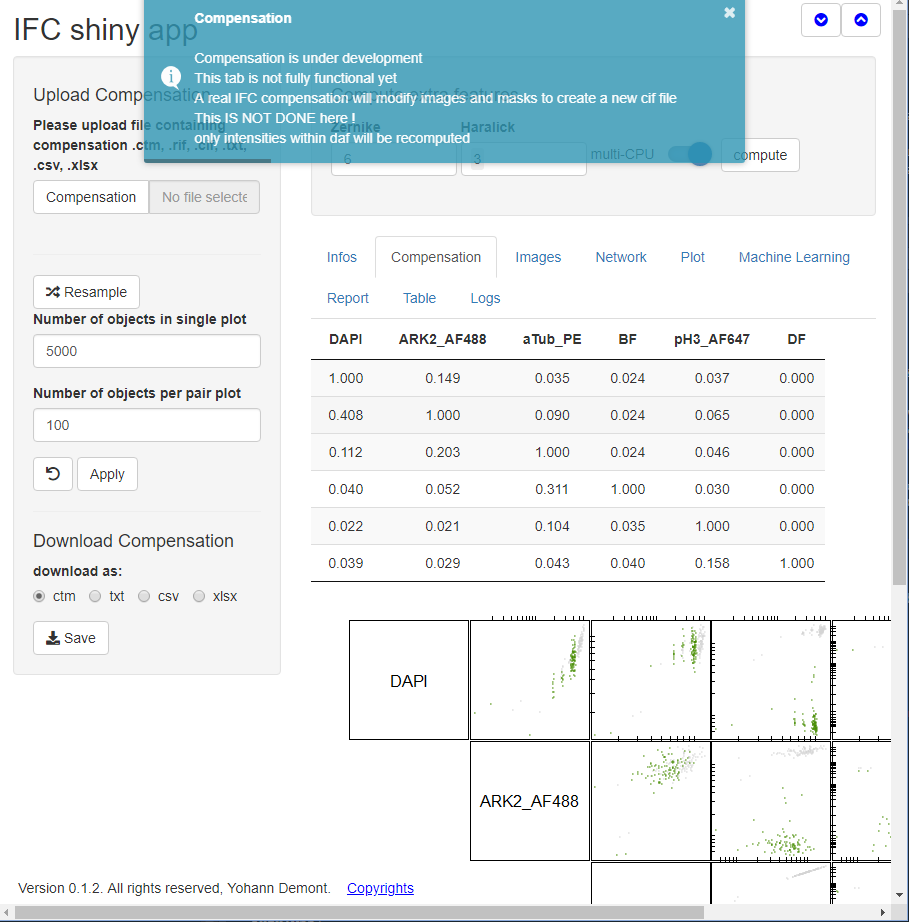 IFC shiny app
Compensation
Compensation is under development
This tab is not fully functional yet
A real IFC compensation will modify images and masks to create a new cif file
This IS NOT DONE here !
only intensities within daf will be recomputed
Upload Compensation
Please upload file containing
compensation .ctm, .rif, .cif, .txt,
.csv, .xlsx
Compensation No file selecte
Compute extra features
Zernike Haralick
6 3 multi-CPU compute
Resample
Number of objects in single plot
5000
Number of objects per pair plot
100
Apply
Download Compensation
download as:
ctm txt csv xlsx
Save
Infos Compensation Images Network Plot Machine Learning
Report Table Logs
DAPI ARK2_AF488 aTub_PE BF pH3_AF647 DF
1.000 0.149 0.035 0.024 0.037 0.000
0.408 1.000 0.090 0.024 0.065 0.000
0.112 0.203 1.000 0.024 0.046 0.000
0.040 0.052 0.311 1.000 0.030 0.000
0.022 0.021 0.104 0.035 1.000 0.000
0.039 0.029 0.043 0.040 0.158 1.000
DAPI
ARK2_AF488
Version 0.1.2. All rights reserved, Yohann Demont. Copyrights